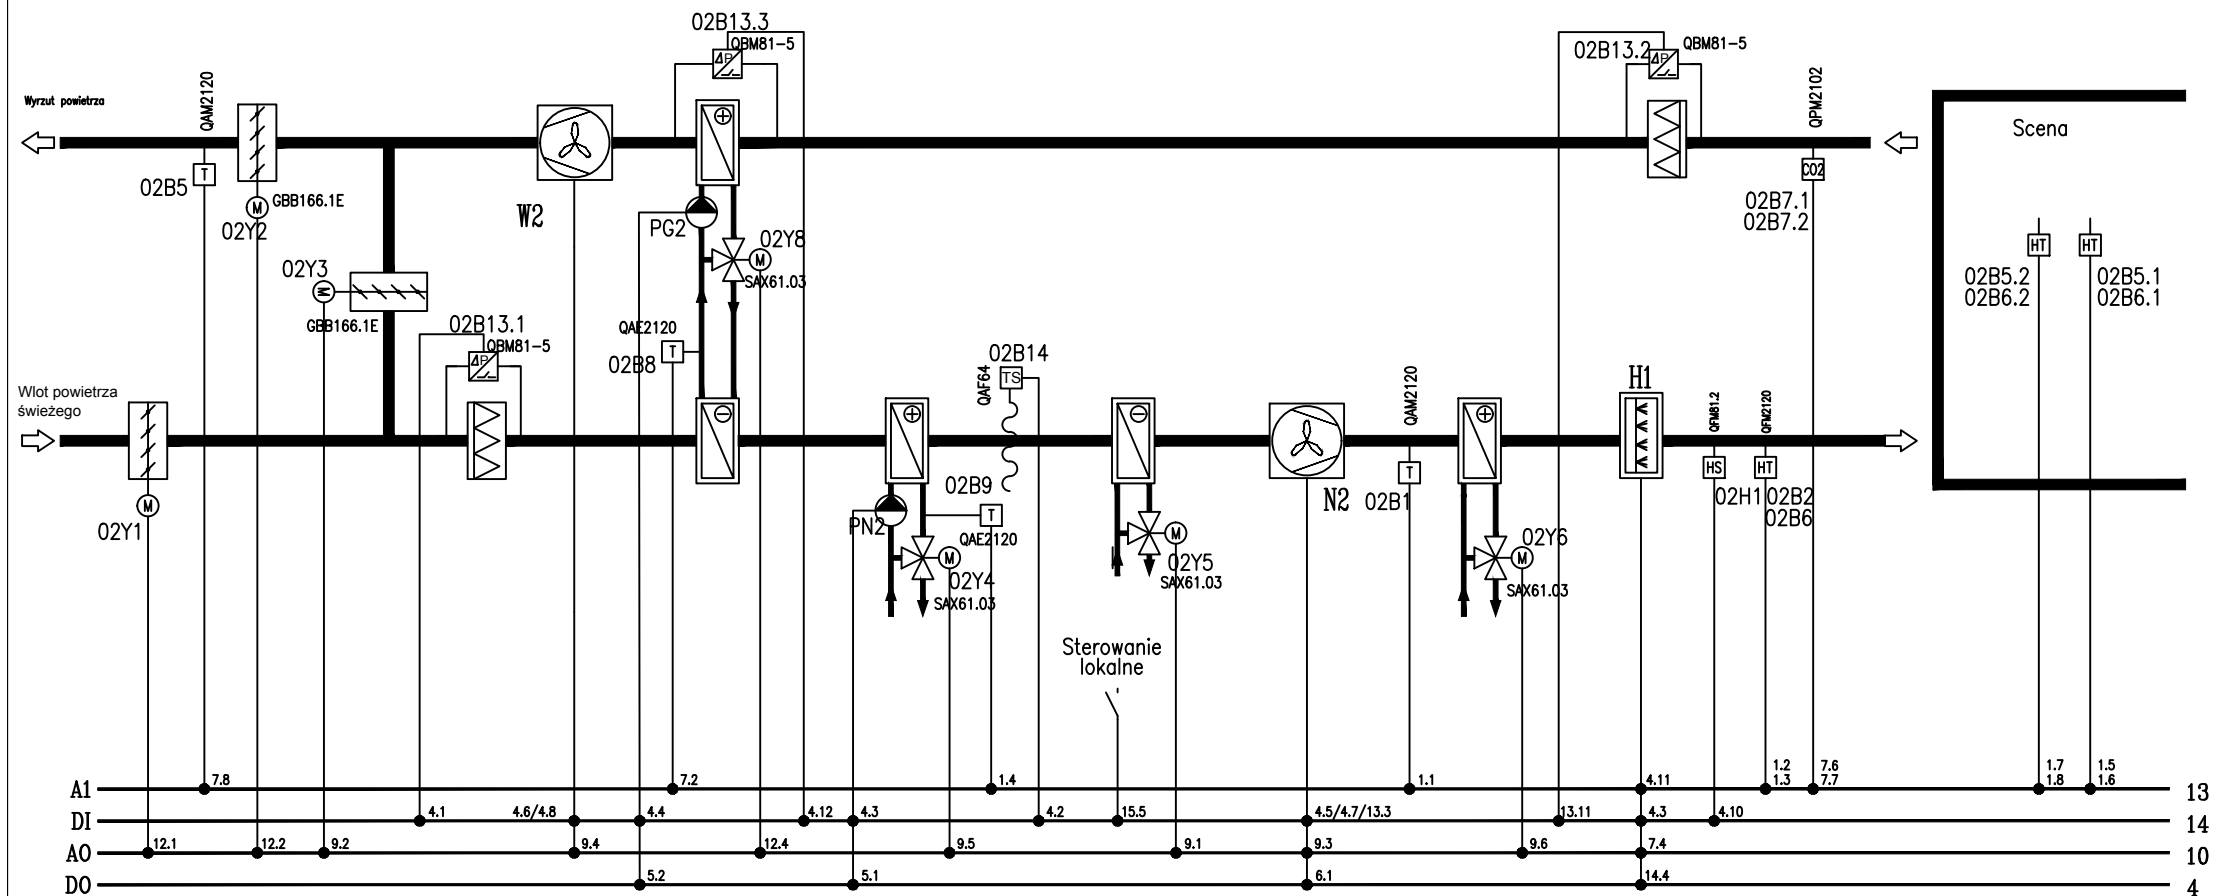 02B13.3
QBM81-5
ΔP
02B13.2
QBM81-5
ΔP
Wyrzut powietrza
QAM2120
QPM2102
Scena
T
02B5
CO2
M
GBB166.1E
02Y2
W2
PG2
02B7.1
02B7.2
02Y8
M
SAX61.03
HT
HT
02B5.2
02B6.2
02B5.1
02B6.1
02Y3
M
GBB166.1E
02B13.1
QBM81-5
ΔP
QAE2120
T
02B8
02B14
QAF64
TS
QAM2120
H1
QFM81.2
QFM2120
Wlot powietrza
świeżego
M
02Y1
PN2
02B9
T
QAE2120
M
02Y4
SAX61.03
M
02Y5
SAX61.03
N2
T
02B1
M
02Y6
SAX61.03
HS
02H1
HT
02B2
02B6
Sterowanie
lokalne
A1
7.8
7.2
1.4
1.1
4.11
1.2
1.3
7.6
7.7
1.7
1.8
1.5
1.6
13
DI
4.1
4.6/4.8
4.4
4.12
4.3
4.2
15.5
4.5/4.7/13.3
13.11
4.3
4.10
14
AO
12.1
12.2
9.2
9.4
12.4
9.5
9.1
9.3
9.6
7.4
10
DO
5.2
5.1
6.1
14.4
4